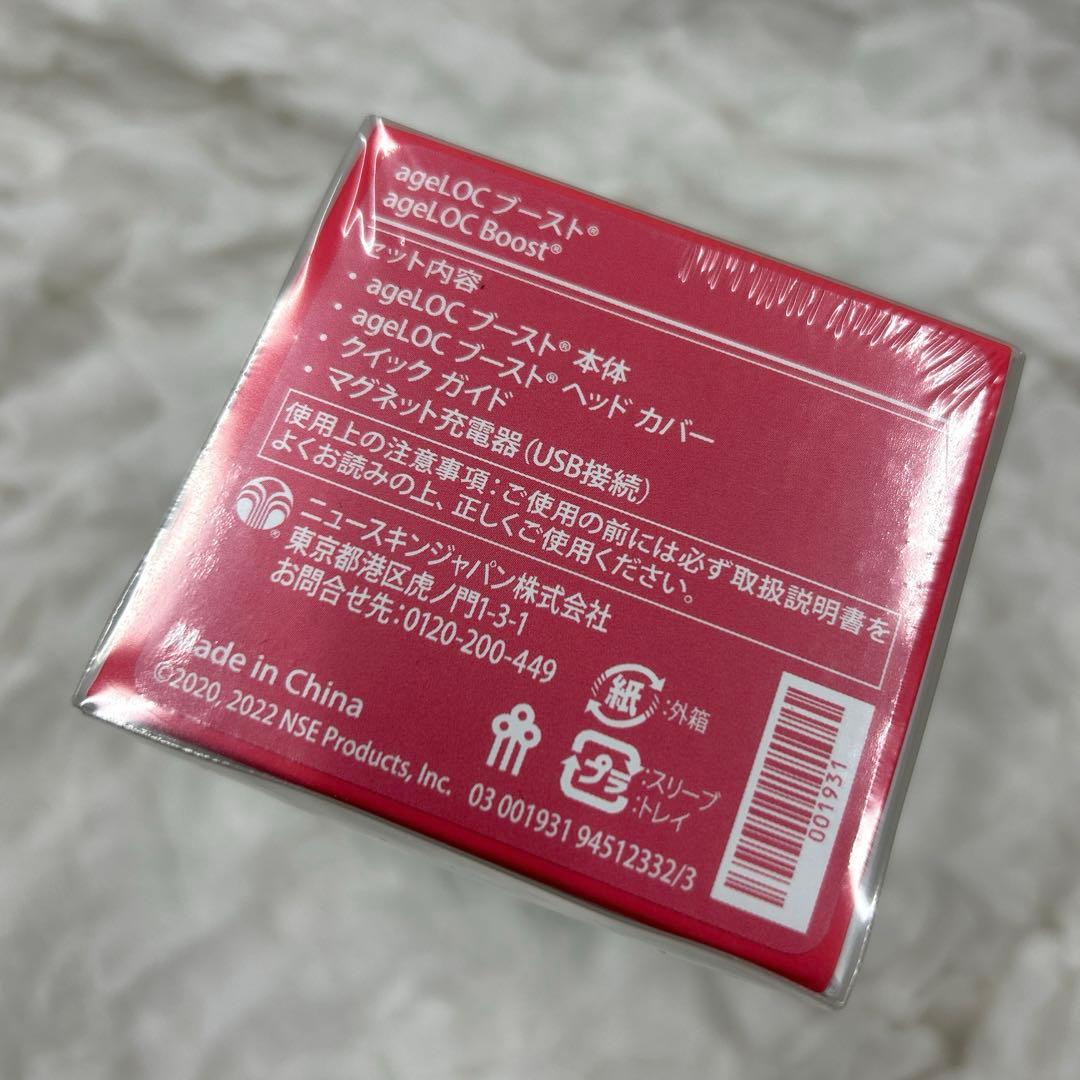 ageLOC ブースト®
ageLOC Boost®
セット内容
・ ageLOC ブースト® 本体
・ ageLOC ブースト® ヘッド カバー
・ クイック ガイド
・ マグネット充電器 (USB接続)
使用上の注意事項：ご使用の前には必ず取扱説明書を
よくお読みの上、正しくご使用ください。
ニュースキンジャパン株式会社
東京都港区虎ノ門1-3-1
お問合せ先：0120-200-449
紙 :外箱
プラ :スリーブ
:トレイ
Made in China
©2020, 2022 NSE Products, Inc. 03 001931 94512332/3
001931